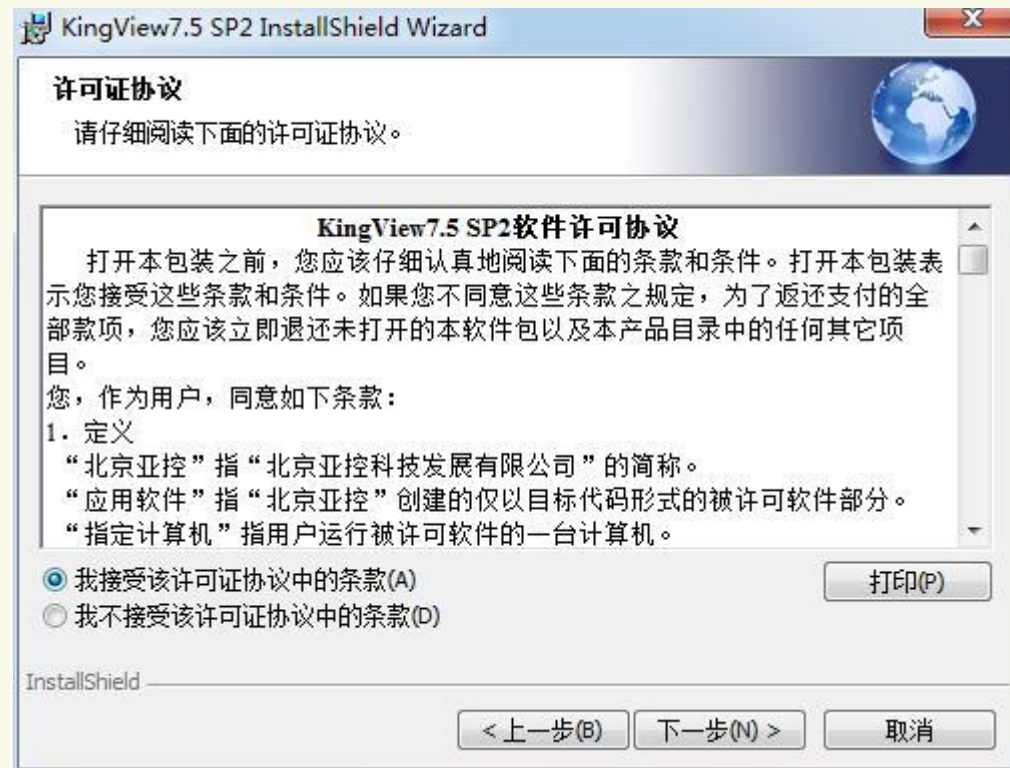 KingView7.5 SP2 InstallShield Wizard
许可证协议
请仔细阅读下面的许可证协议。
KingView7.5 SP2软件许可协议
打开本包装之前，您应该仔细认真地阅读下面的条款和条件。打开本包装表
示您接受这些条款和条件。如果您不同意这些条款之规定，为了返还支付的全
部款项，您应该立即退还未打开的本软件包以及本产品目录中的任何其它项
目。
您，作为用户，同意如下条款：
1．定义
“北京亚控”指“北京亚控科技发展有限公司”的简称。
“应用软件”指“北京亚控”创建的仅以目标代码形式的被许可软件部分。
“指定计算机”指用户运行被许可软件的一台计算机。
我接受该许可证协议中的条款(A)
打印(P)
我不接受该许可证协议中的条款(D)
InstallShield
<上一步(B) 下一步(N)> 取消